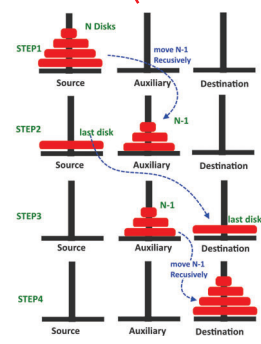 N Disks
STEP1
move N-1
Recusively
Source Auxiliary Destination
STEP2
last disk
N-1
Source Auxiliary Destination
STEP3
N-1
last disk
Source Auxiliary Destination
move N-1
Recusively
STEP4
Source Auxiliary Destination